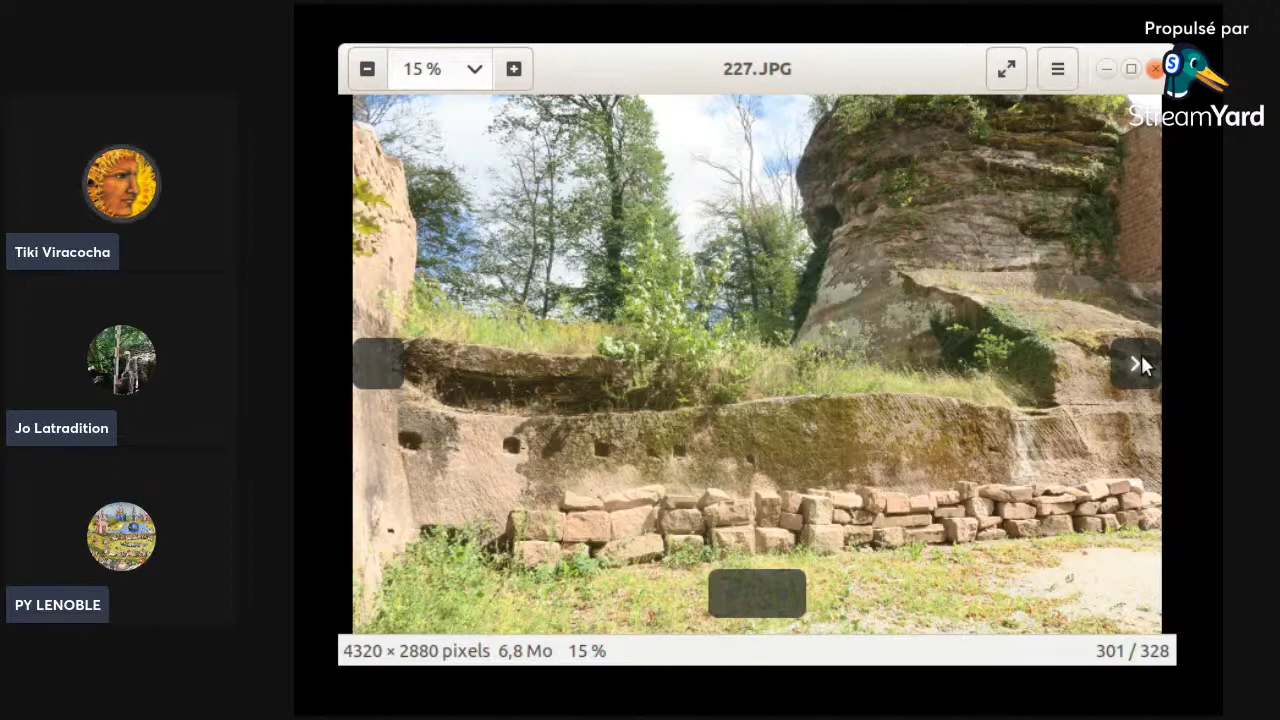 Propulsé par
StreamYard
15 %
227.JPG
Tiki Viracocha
Jo Latradition
PY LENOBLE
4320 × 2880 pixels 6,8 Mo 15 %
301 / 328